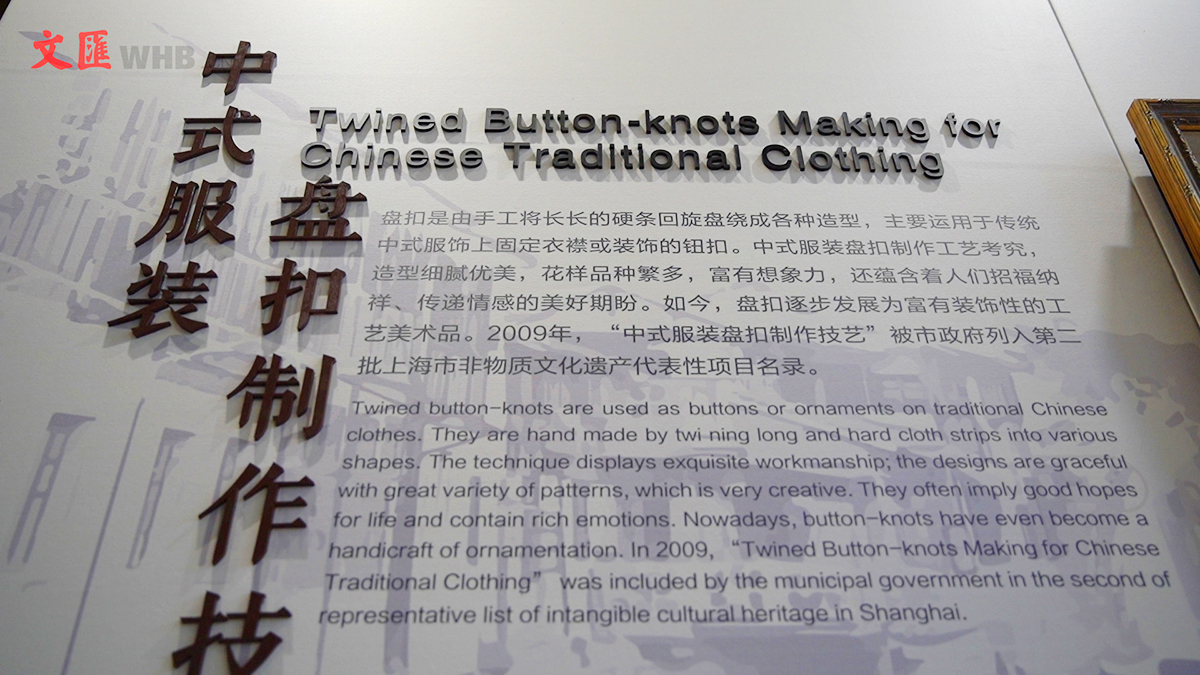 文匯 WHB
中式服装
盘扣制作技
Twined Button-knots Making for
Chinese Traditional Clothing
盘扣是由手工将长长的硬条回旋盘绕成各种造型，主要运用于传统
中式服饰上固定衣襟或装饰的钮扣。中式服装盘扣制作工艺考究，
造型细腻优美，花样品种繁多，富有想象力，还蕴含着人们招福纳
祥、传递情感的美好期盼。如今，盘扣逐步发展为富有装饰性的工
艺美术品。2009年，“中式服装盘扣制作技艺”被市政府列入第二
批上海市非物质文化遗产代表性项目名录。
Twined button-knots are used as buttons or ornaments on traditional Chinese
clothes. They are hand made by twi ning long and hard cloth strips into various
shapes. The technique displays exquisite workmanship; the designs are graceful
with great variety of patterns, which is very creative. They often imply good hopes
for life and contain rich emotions. Nowadays, button-knots have even become a
handicraft of ornamentation. In 2009, “Twined Button-knots Making for Chinese
Traditional Clothing” was included by the municipal government in the second of
representative list of intangible cultural heritage in Shanghai.